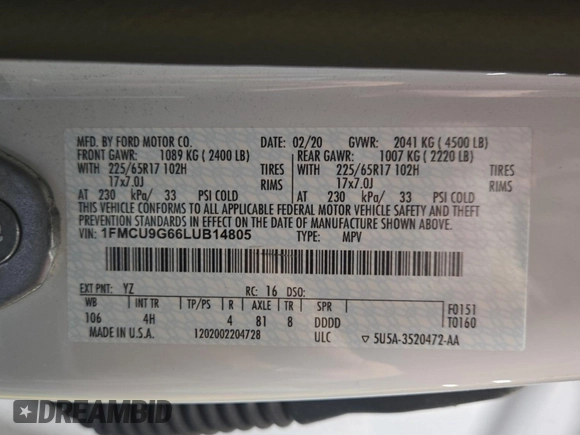 MFD. BY FORD MOTOR CO. 02/20 GVWR: 2041 KG ( 4500 LB)
FRONT GAWR: 1089 KG ( 2400 LB) REAR GAWR: 1007 KG ( 2220 LB)
WITH 225/65R17 102H TIRES WITH 225/65R17 102H TIRES
17x7.0J RIMS 17x7.0J RIMS
AT 230 kPa/ 33 PSI COLD AT 230 kPa/ 33 PSI COLD
THIS VEHICLE CONFORMS TO ALL APPLICABLE FEDERAL MOTOR VEHICLE SAFETY AND THEFT
PREVENTION STANDARDS IN EFFECT ON THE DATE OF MANUFACTURE SHOWN ABOVE.
VIN: 1FMCU9G66LUB14805 TYPE: MPV
EXT PNT: YZ RC: 16 DSO:
WB INT TR TP/PS R AXLE TR SPR F0151
106 4H 4 81 8 DDDD T0160
MADE IN U.S.A. 1202002204728 ULC ▽ 5U5A-3520472-AA
DREAMBID